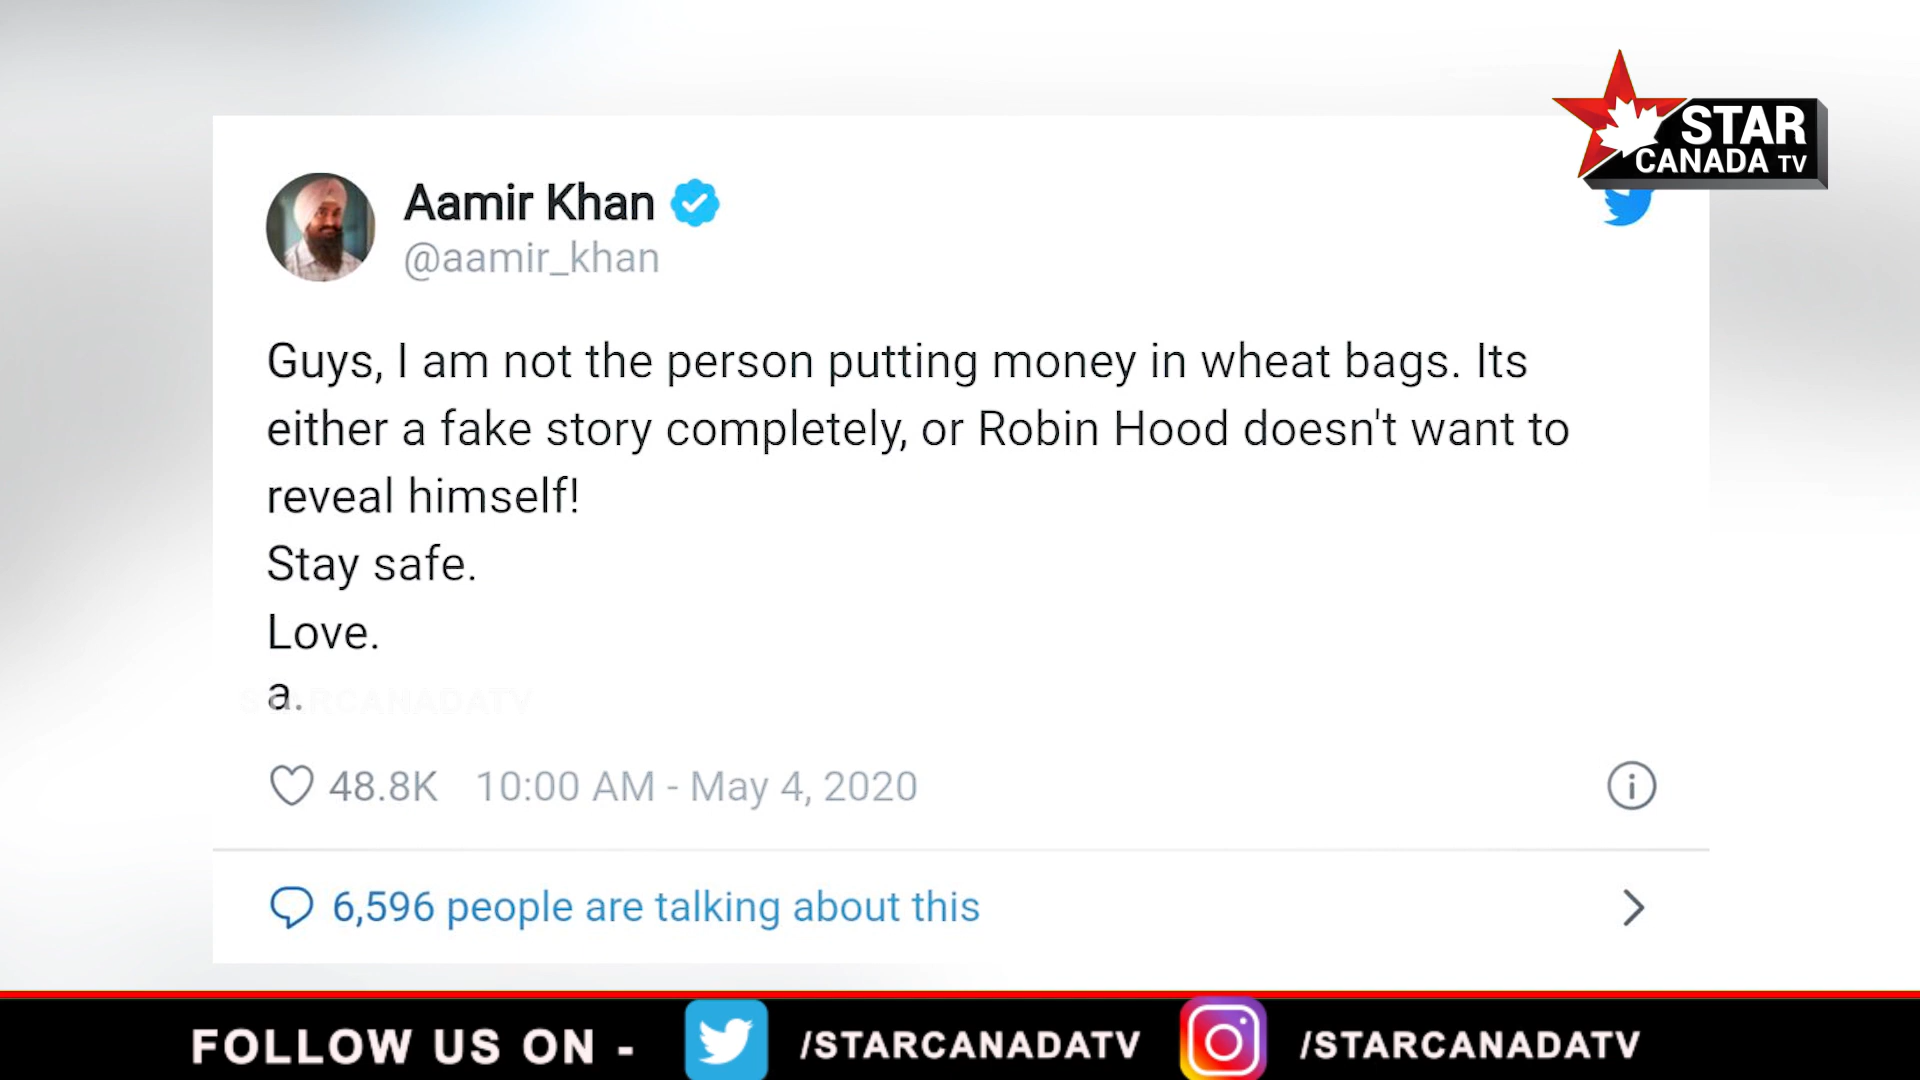 STAR
CANADA TV
Aamir Khan
@aamir_khan
Guys, I am not the person putting money in wheat bags. Its
either a fake story completely, or Robin Hood doesn't want to
reveal himself!
Stay safe.
Love.
a.
STARCANADATV
48.8K 10:00 AM - May 4, 2020
6,596 people are talking about this
FOLLOW US ON - /STARCANADATV /STARCANADATV